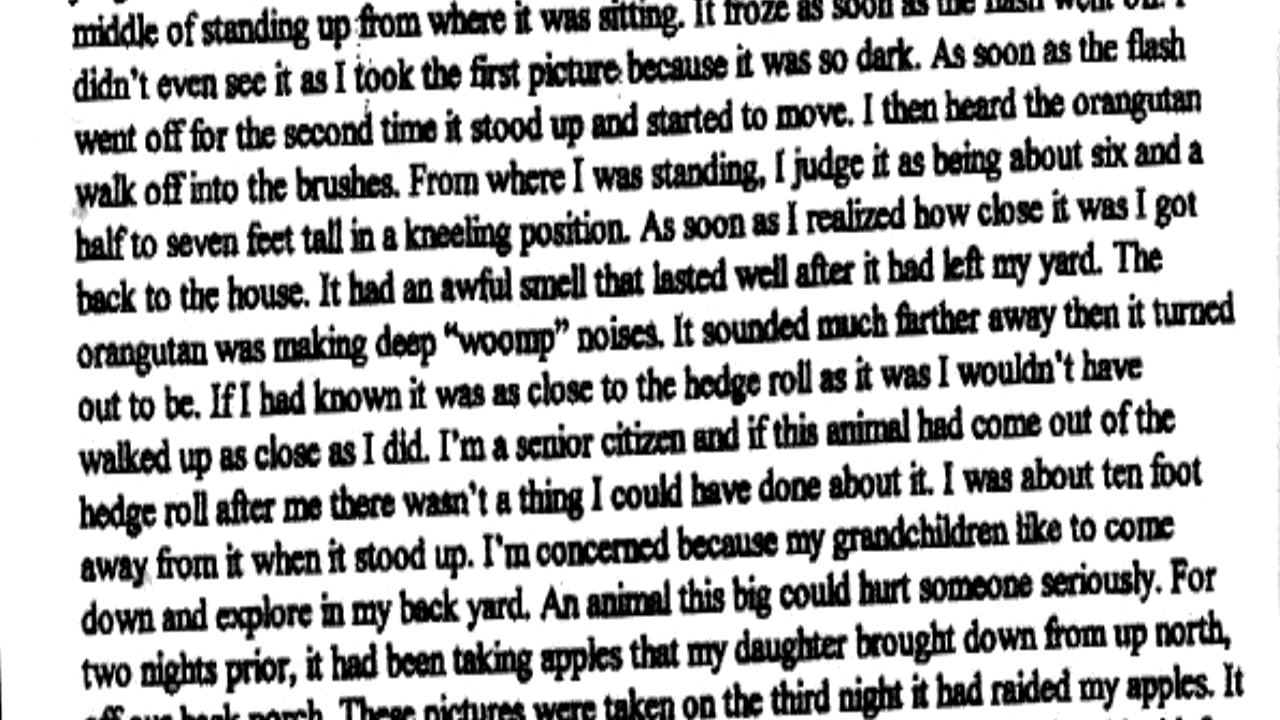 middle of standing up from where it was sitting. It froze as soon as the flash went off. I
didn't even see it as I took the first picture because it was so dark. As soon as the flash
went off for the second time it stood up and started to move. I then heard the orangutan
walk off into the brushes. From where I was standing, I judge it as being about six and a
half to seven feet tall in a kneeling position. As soon as I realized how close it was I got
back to the house. It had an awful smell that lasted well after it had left my yard. The
orangutan was making deep “woomp” noises. It sounded much farther away then it turned
out to be. If I had known it was as close to the hedge roll as it was I wouldn't have
walked up as close as I did. I'm a senior citizen and if this animal had come out of the
hedge roll after me there wasn't a thing I could have done about it. I was about ten foot
away from it when it stood up. I'm concerned because my grandchildren like to come
down and explore in my back yard. An animal this big could hurt someone seriously. For
two nights prior, it had been taking apples that my daughter brought down from up north,
off our back porch. These pictures were taken on the third night it had raided my apples. It